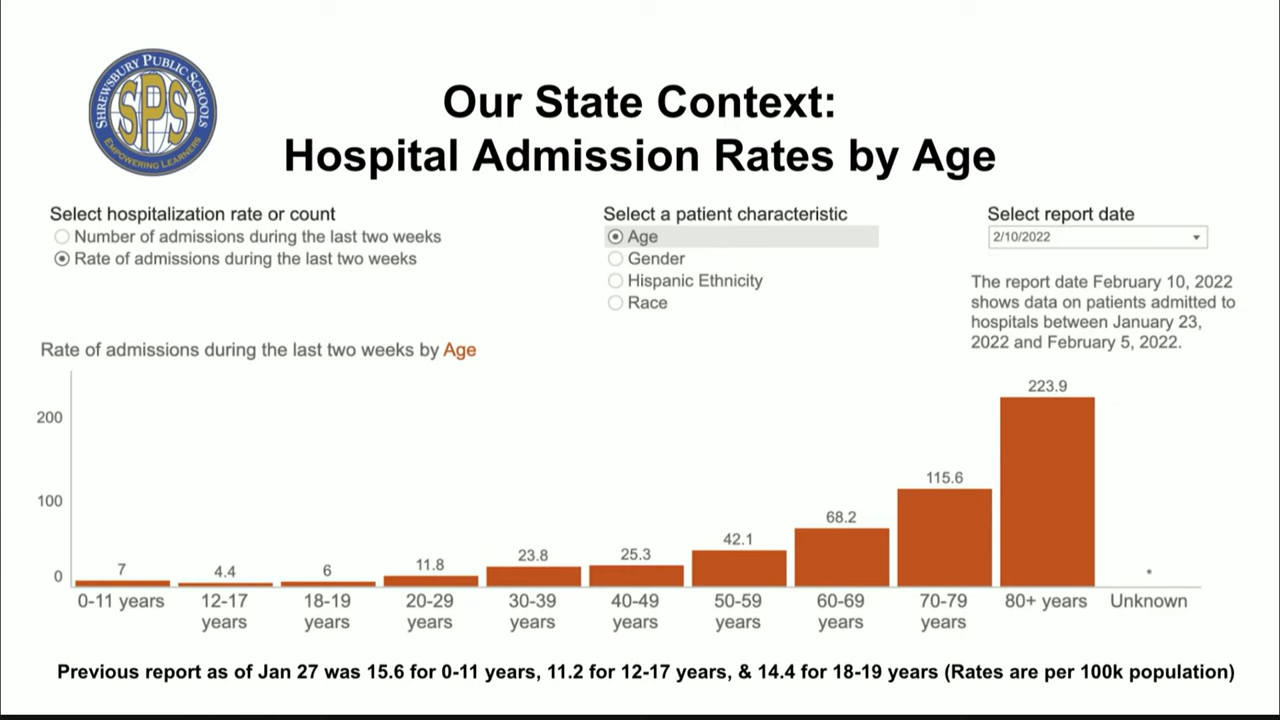 SHREWSBURY PUBLIC SCHOOLS
SPS
EMPOWERING LEARNERS
Our State Context:
Hospital Admission Rates by Age
Select hospitalization rate or count
Number of admissions during the last two weeks
Rate of admissions during the last two weeks
Select a patient characteristic
Age
Gender
Hispanic Ethnicity
Race
Select report date
2/10/2022
The report date February 10, 2022
shows data on patients admitted to
hospitals between January 23,
2022 and February 5, 2022.
Rate of admissions during the last two weeks by Age
200
100
0
7
4.4
6
11.8
23.8
25.3
42.1
68.2
115.6
223.9
*
0-11 years
12-17
years
18-19
years
20-29
years
30-39
years
40-49
years
50-59
years
60-69
years
70-79
years
80+ years
Unknown
Previous report as of Jan 27 was 15.6 for 0-11 years, 11.2 for 12-17 years, & 14.4 for 18-19 years (Rates are per 100k population)